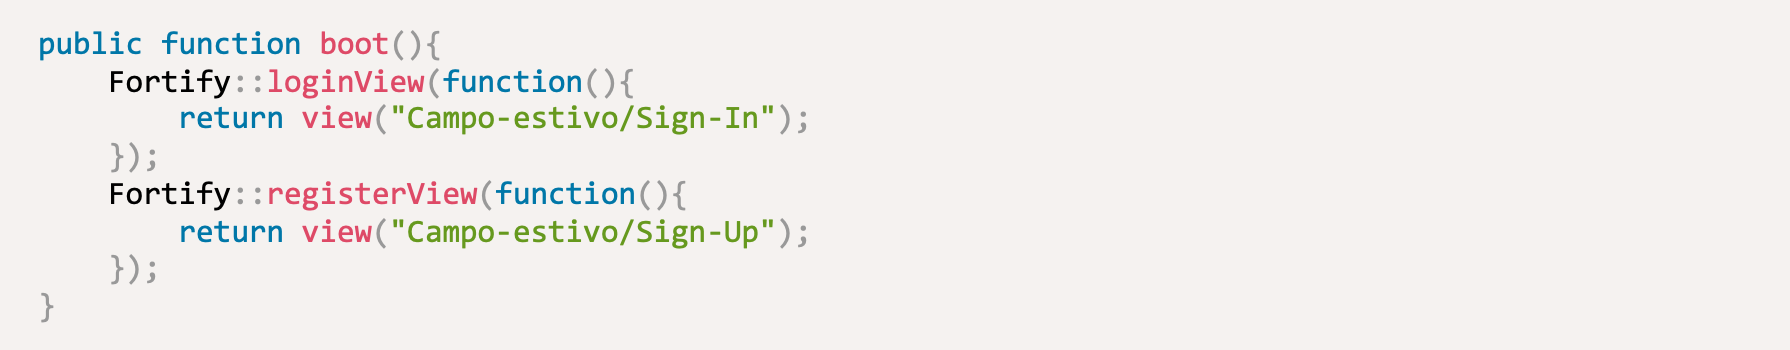 public function boot(){
    Fortify::loginView(function(){
        return view("Campo-estivo/Sign-In");
    });
    Fortify::registerView(function(){
        return view("Campo-estivo/Sign-Up");
    });
}